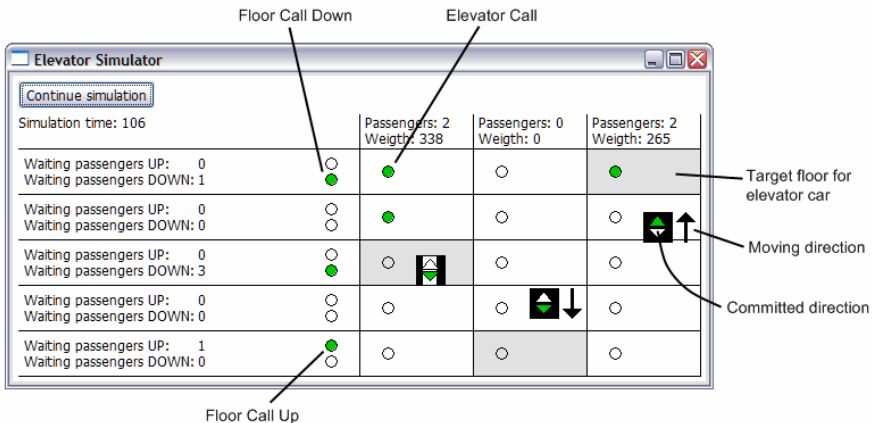 Floor Call Down
Elevator Call
Elevator Simulator
Continue simulation
Simulation time: 106
Passengers: 2
Weigth: 338
Passengers: 0
Weigth: 0
Passengers: 2
Weigth: 265
Waiting passengers UP: 0
Waiting passengers DOWN: 1
Waiting passengers UP: 0
Waiting passengers DOWN: 0
Waiting passengers UP: 0
Waiting passengers DOWN: 3
Waiting passengers UP: 0
Waiting passengers DOWN: 0
Waiting passengers UP: 1
Waiting passengers DOWN: 0
Target floor for
elevator car
Moving direction
Committed direction
Floor Call Up